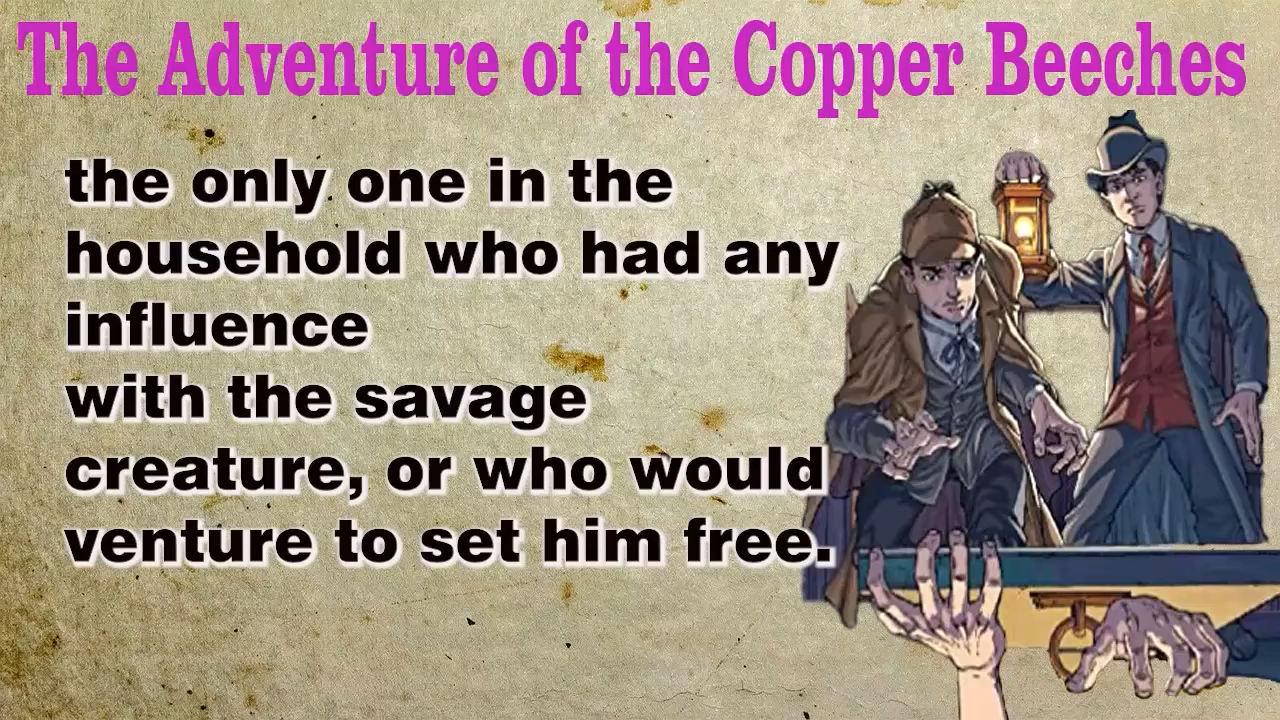 The Adventure of the Copper Beeches
the only one in the
household who had any
influence
with the savage
creature, or who would
venture to set him free.